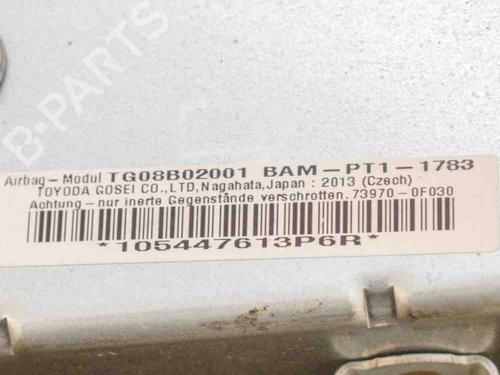 Airbag - Modul TG08B02001 BAM-PT1-1783
TOYODA GOSEI CO.,LTD,Nagahata,Japan : 2013 (Czech)
Achtung - nur inerte Gegenstände verschrotten. 73970-0F030
*105447613P6R*